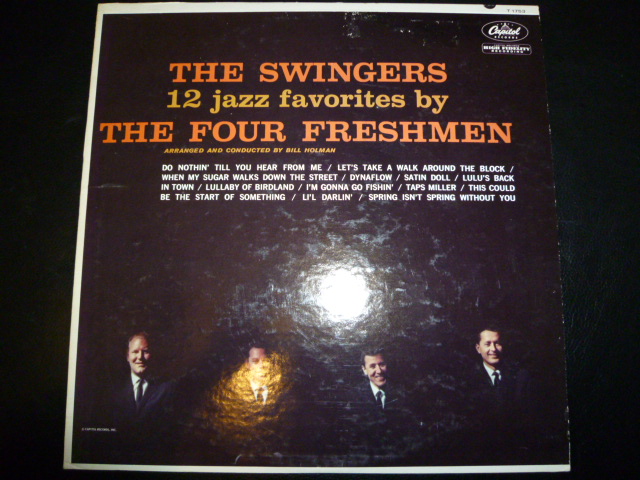 T 1753
Capitol
RECORDS
HIGH FIDELITY
RECORDING
THE SWINGERS
12 jazz favorites by
THE FOUR FRESHMEN
ARRANGED AND CONDUCTED BY BILL HOLMAN
DO NOTHIN' TILL YOU HEAR FROM ME / LET'S TAKE A WALK AROUND THE BLOCK /
WHEN MY SUGAR WALKS DOWN THE STREET / DYNAFLOW / SATIN DOLL / LULU'S BACK
IN TOWN / LULLABY OF BIRDLAND / I'M GONNA GO FISHIN' / TAPS MILLER / THIS COULD
BE THE START OF SOMETHING / LI'L DARLIN' / SPRING ISN'T SPRING WITHOUT YOU